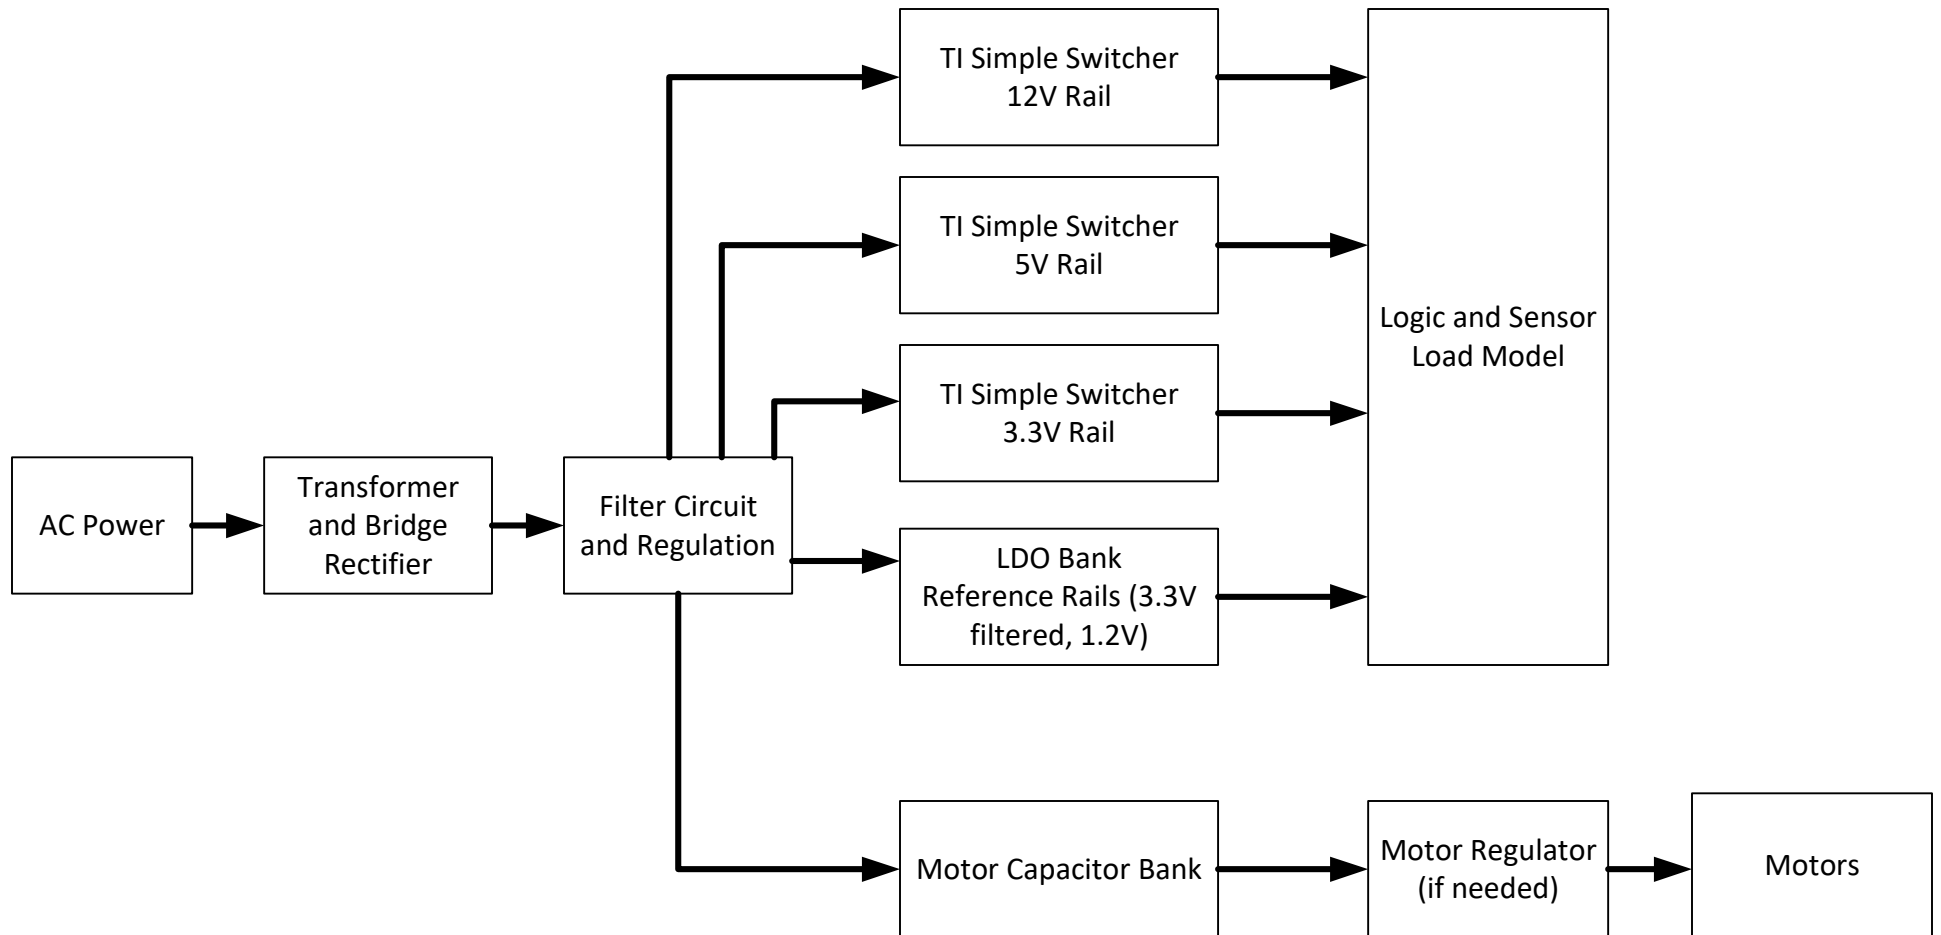 TI Simple Switcher
12V Rail
TI Simple Switcher
5V Rail
Logic and Sensor
Load Model
TI Simple Switcher
3.3V Rail
AC Power
Transformer
and Bridge
Rectifier
Filter Circuit
and Regulation
LDO Bank
Reference Rails (3.3V
filtered, 1.2V)
Motor Capacitor Bank
Motor Regulator
(if needed)
Motors